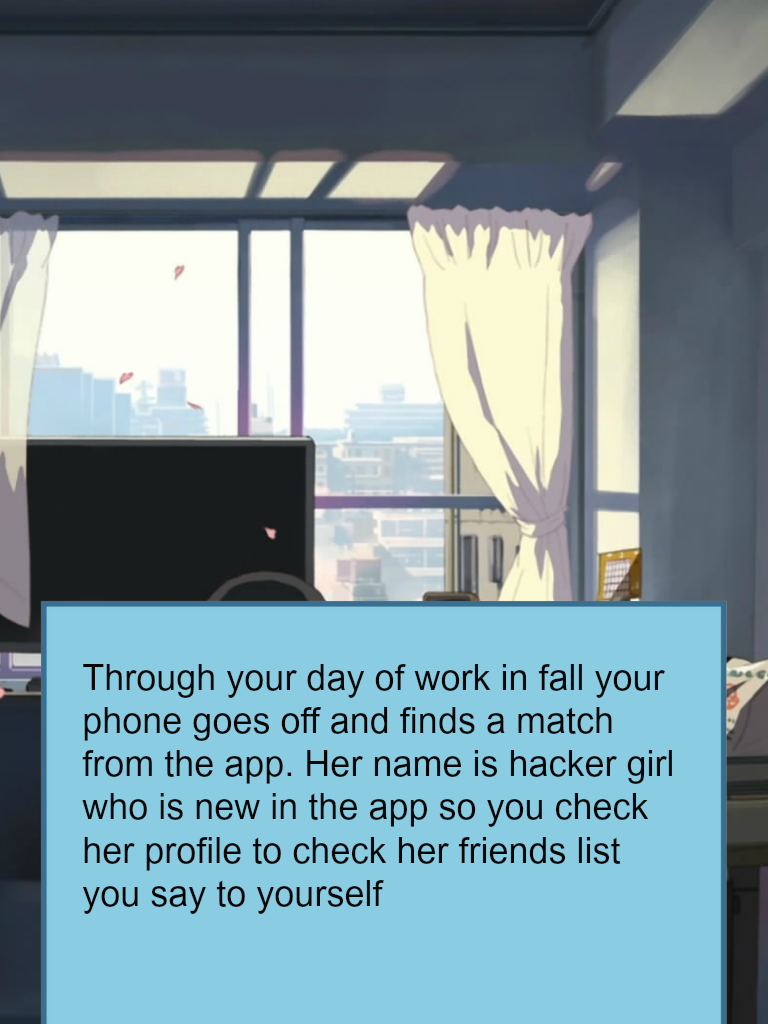 Through your day of work in fall your
phone goes off and finds a match
from the app. Her name is hacker girl
who is new in the app so you check
her profile to check her friends list
you say to yourself